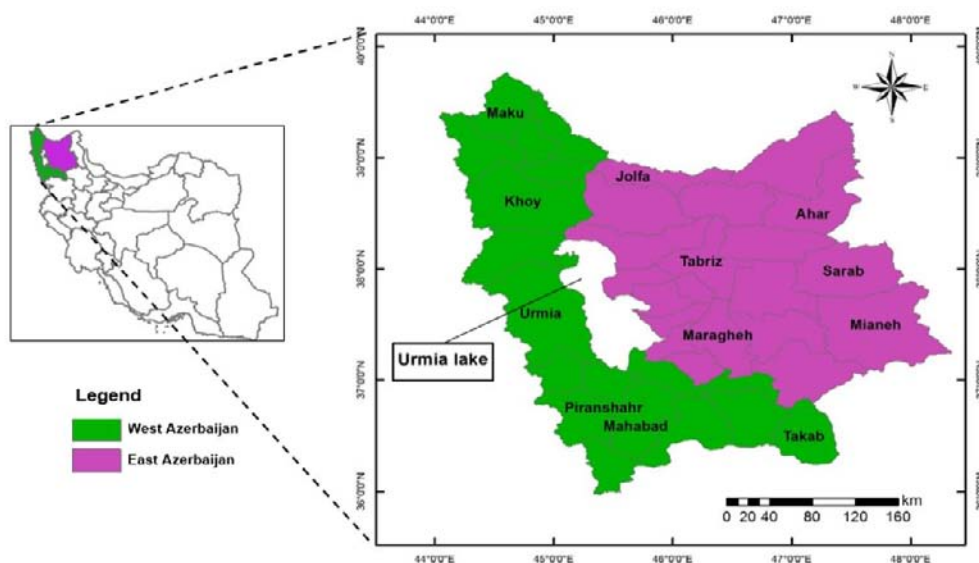 44°0'0"E 45°0'0"E 46°0'0"E 47°0'0"E 48°0'0"E
40°0'0"N
N
W E
S
Maku
39°0'0"N
Jolfa
Khoy
Ahar
38°0'0"N
Tabriz
Sarab
Urmia
Mianeh
Maragheh
Urmia lake
37°0'0"N
Legend
Piranshahr
West Azerbaijan
Mahabad
Takab
East Azerbaijan
36°0'0"N
km
0 20 40 80 120 160
44°0'0"E 45°0'0"E 46°0'0"E 47°0'0"E 48°0'0"E